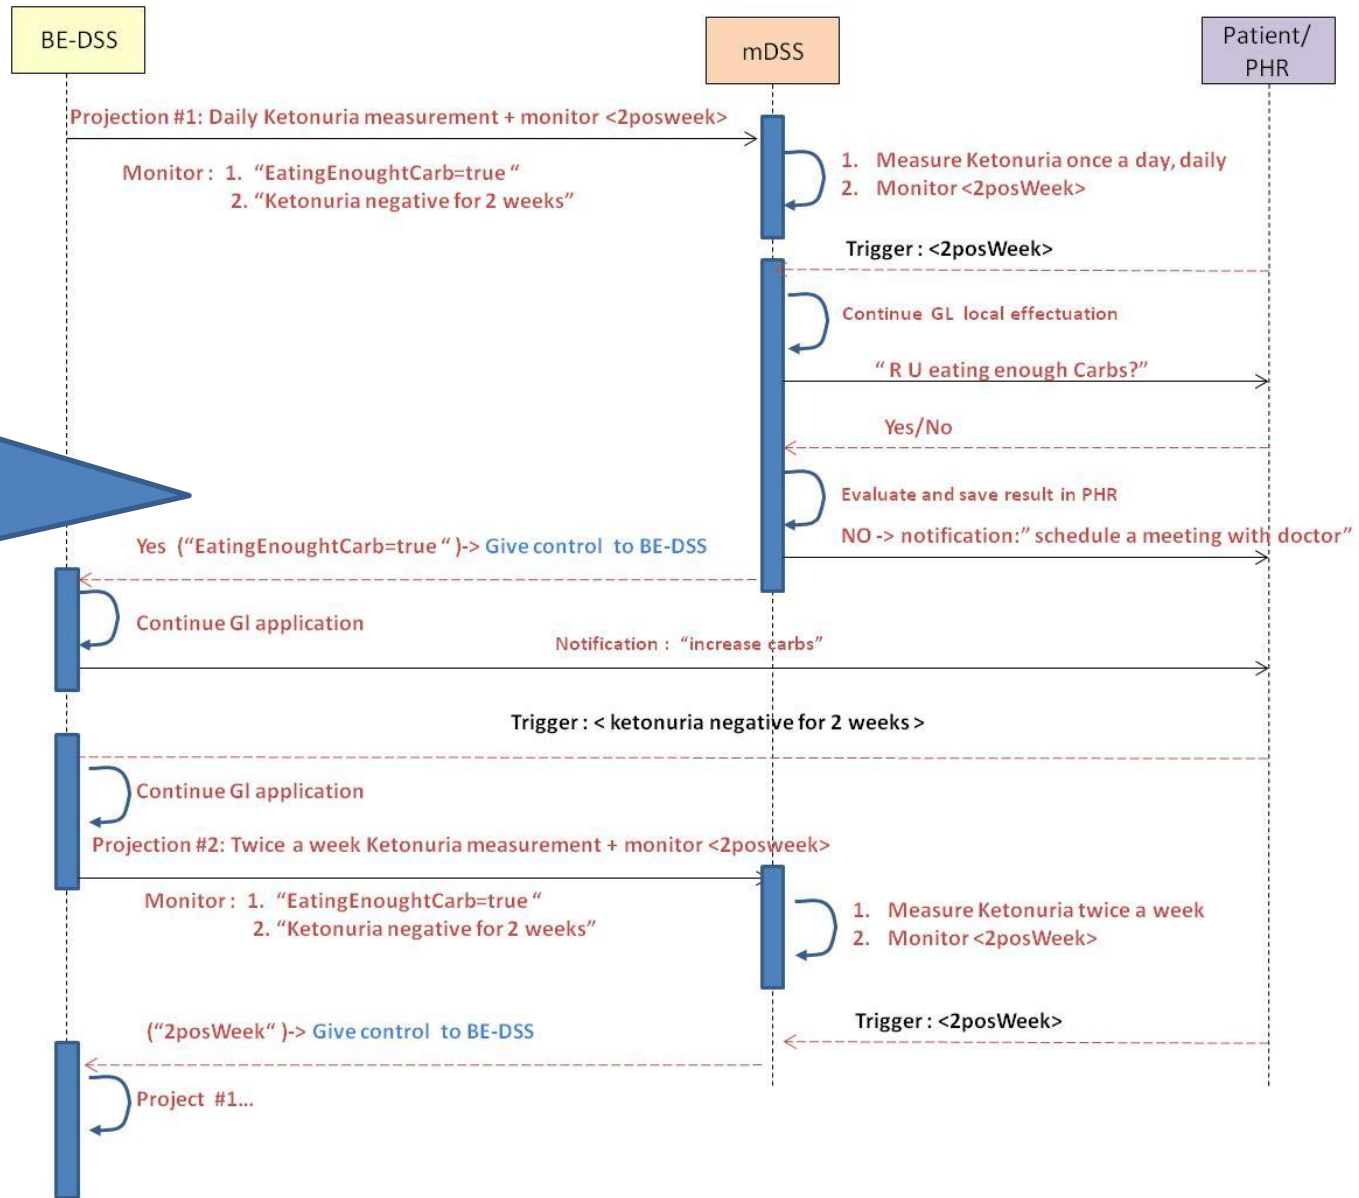 BE-DSS
mDSS
Patient/
PHR
Projection #1: Daily Ketonuria measurement + monitor <2posweek>
Monitor : 1. “EatingEnoughtCarb=true “
2. “Ketonuria negative for 2 weeks”
1. Measure Ketonuria once a day, daily
2. Monitor <2posWeek>
Trigger : <2posWeek>
Continue GL local effectuation
“ R U eating enough Carbs?”
Yes/No
Evaluate and save result in PHR
NO -> notification:” schedule a meeting with doctor”
Yes (“EatingEnoughtCarb=true “ )-> Give control to BE-DSS
Continue Gl application
Notification : “increase carbs”
Trigger : < ketonuria negative for 2 weeks >
Continue Gl application
Projection #2: Twice a week Ketonuria measurement + monitor <2posweek>
Monitor : 1. “EatingEnoughtCarb=true “
2. “Ketonuria negative for 2 weeks”
1. Measure Ketonuria twice a week
2. Monitor <2posWeek>
Trigger : <2posWeek>
(“2posWeek“ )-> Give control to BE-DSS
Project #1...